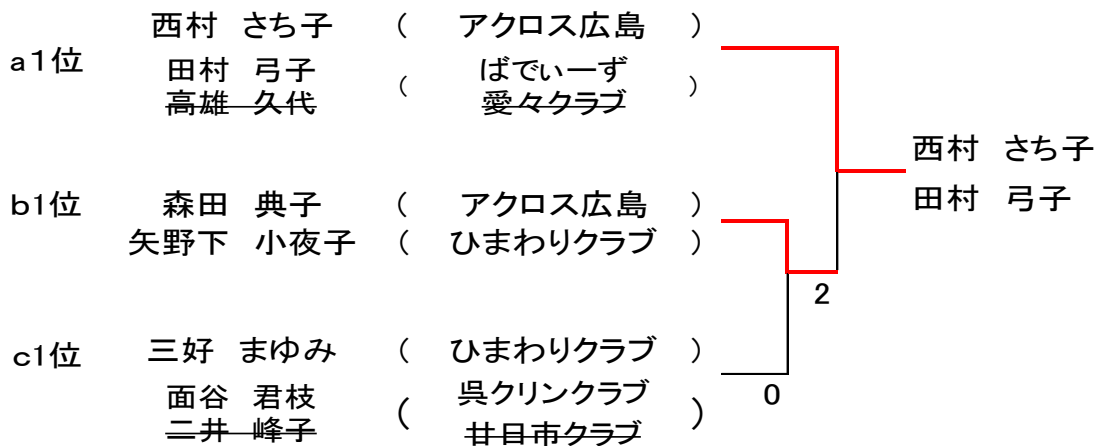 西村 さち子 ( アクロス広島 )
a1位
田村 弓子 ( ばでぃーず )
高雄 久代 愛々クラブ
西村 さち子
田村 弓子
b1位 森田 典子 ( アクロス広島 )
矢野下 小夜子 ( ひまわりクラブ )
2
c1位 三好 まゆみ ( ひまわりクラブ )
0
面谷 君枝 ( 呉クリンクラブ )
二井 峰子 廿日市クラブ